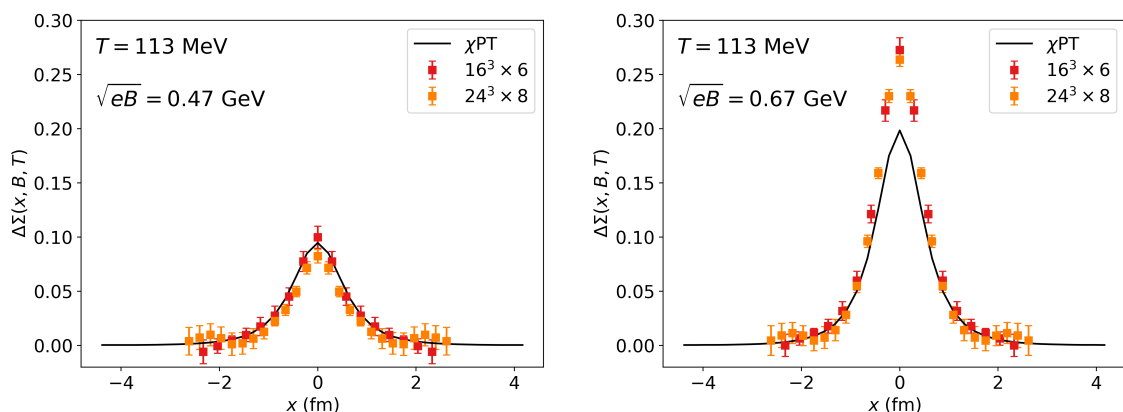 0.30
0.25
0.20
0.15
0.10
0.05
0.00
ΔΣ(x, B, T)
T = 113 MeV
√eB = 0.47 GeV
χPT
16³ × 6
24³ × 8
−4
−2
0
2
4
x (fm)
0.30
0.25
0.20
0.15
0.10
0.05
0.00
ΔΣ(x, B, T)
T = 113 MeV
√eB = 0.67 GeV
χPT
16³ × 6
24³ × 8
−4
−2
0
2
4
x (fm)